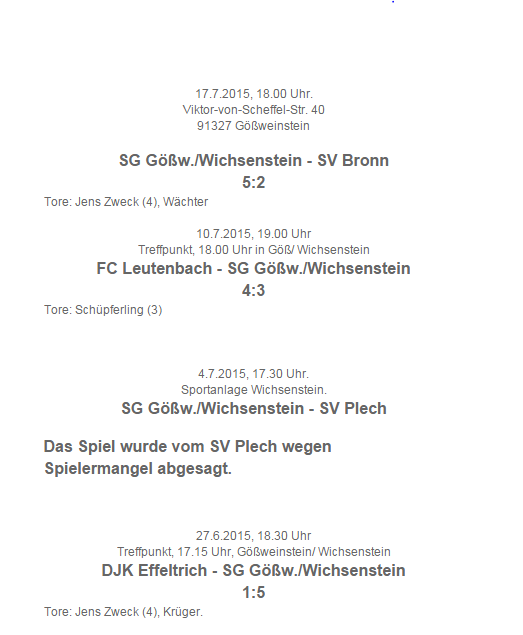 17.7.2015, 18.00 Uhr.
Viktor-von-Scheffel-Str. 40
91327 Gößweinstein
SG Gößw./Wichsenstein - SV Bronn
5:2
Tore: Jens Zweck (4), Wächter
10.7.2015, 19.00 Uhr
Treffpunkt, 18.00 Uhr in Göß/ Wichsenstein
FC Leutenbach - SG Gößw./Wichsenstein
4:3
Tore: Schüpferling (3)
4.7.2015, 17.30 Uhr.
Sportanlage Wichsenstein.
SG Gößw./Wichsenstein - SV Plech
Das Spiel wurde vom SV Plech wegen
Spielermangel abgesagt.
27.6.2015, 18.30 Uhr
Treffpunkt, 17.15 Uhr, Gößweinstein/ Wichsenstein
DJK Effeltrich - SG Gößw./Wichsenstein
1:5
Tore: Jens Zweck (4), Krüger.